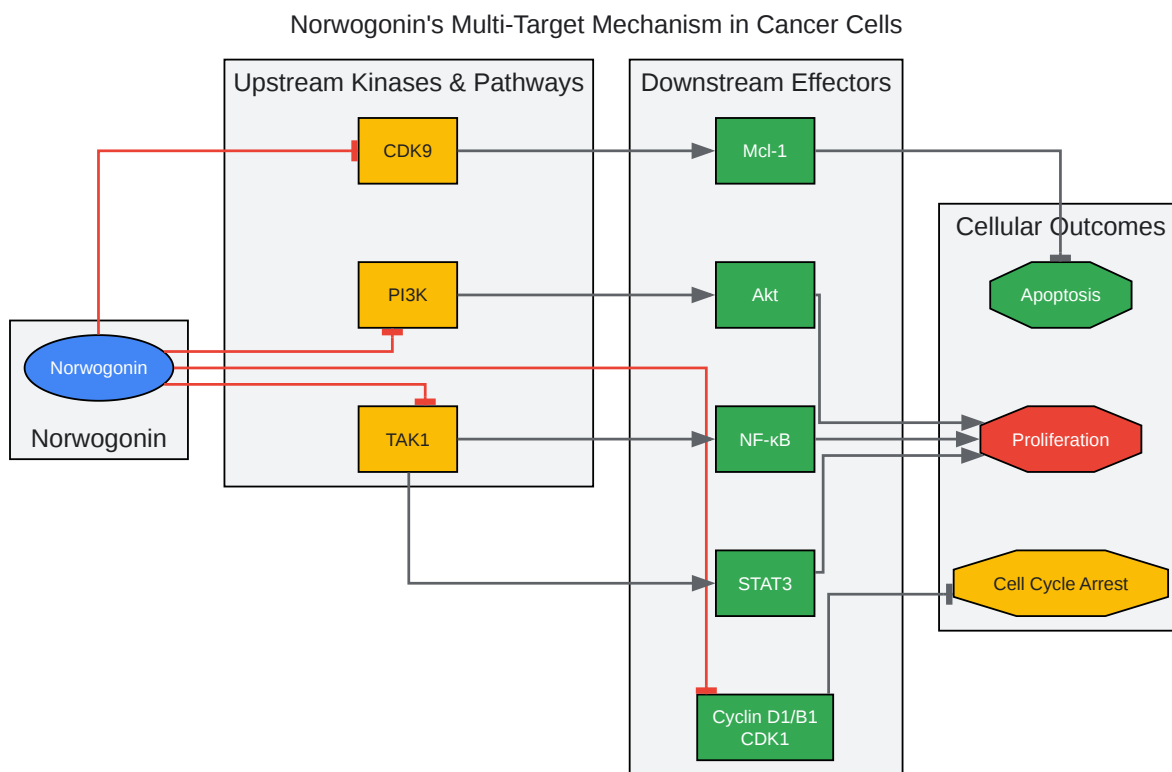 Norwogonin's Multi-Target Mechanism in Cancer Cells
Upstream Kinases & Pathways
Downstream Effectors
CDK9
Mcl-1
Cellular Outcomes
PI3K
Akt
Apoptosis
Norwogonin
Norwogonin
TAK1
NF-κB
Proliferation
STAT3
Cell Cycle Arrest
Cyclin D1/B1
CDK1